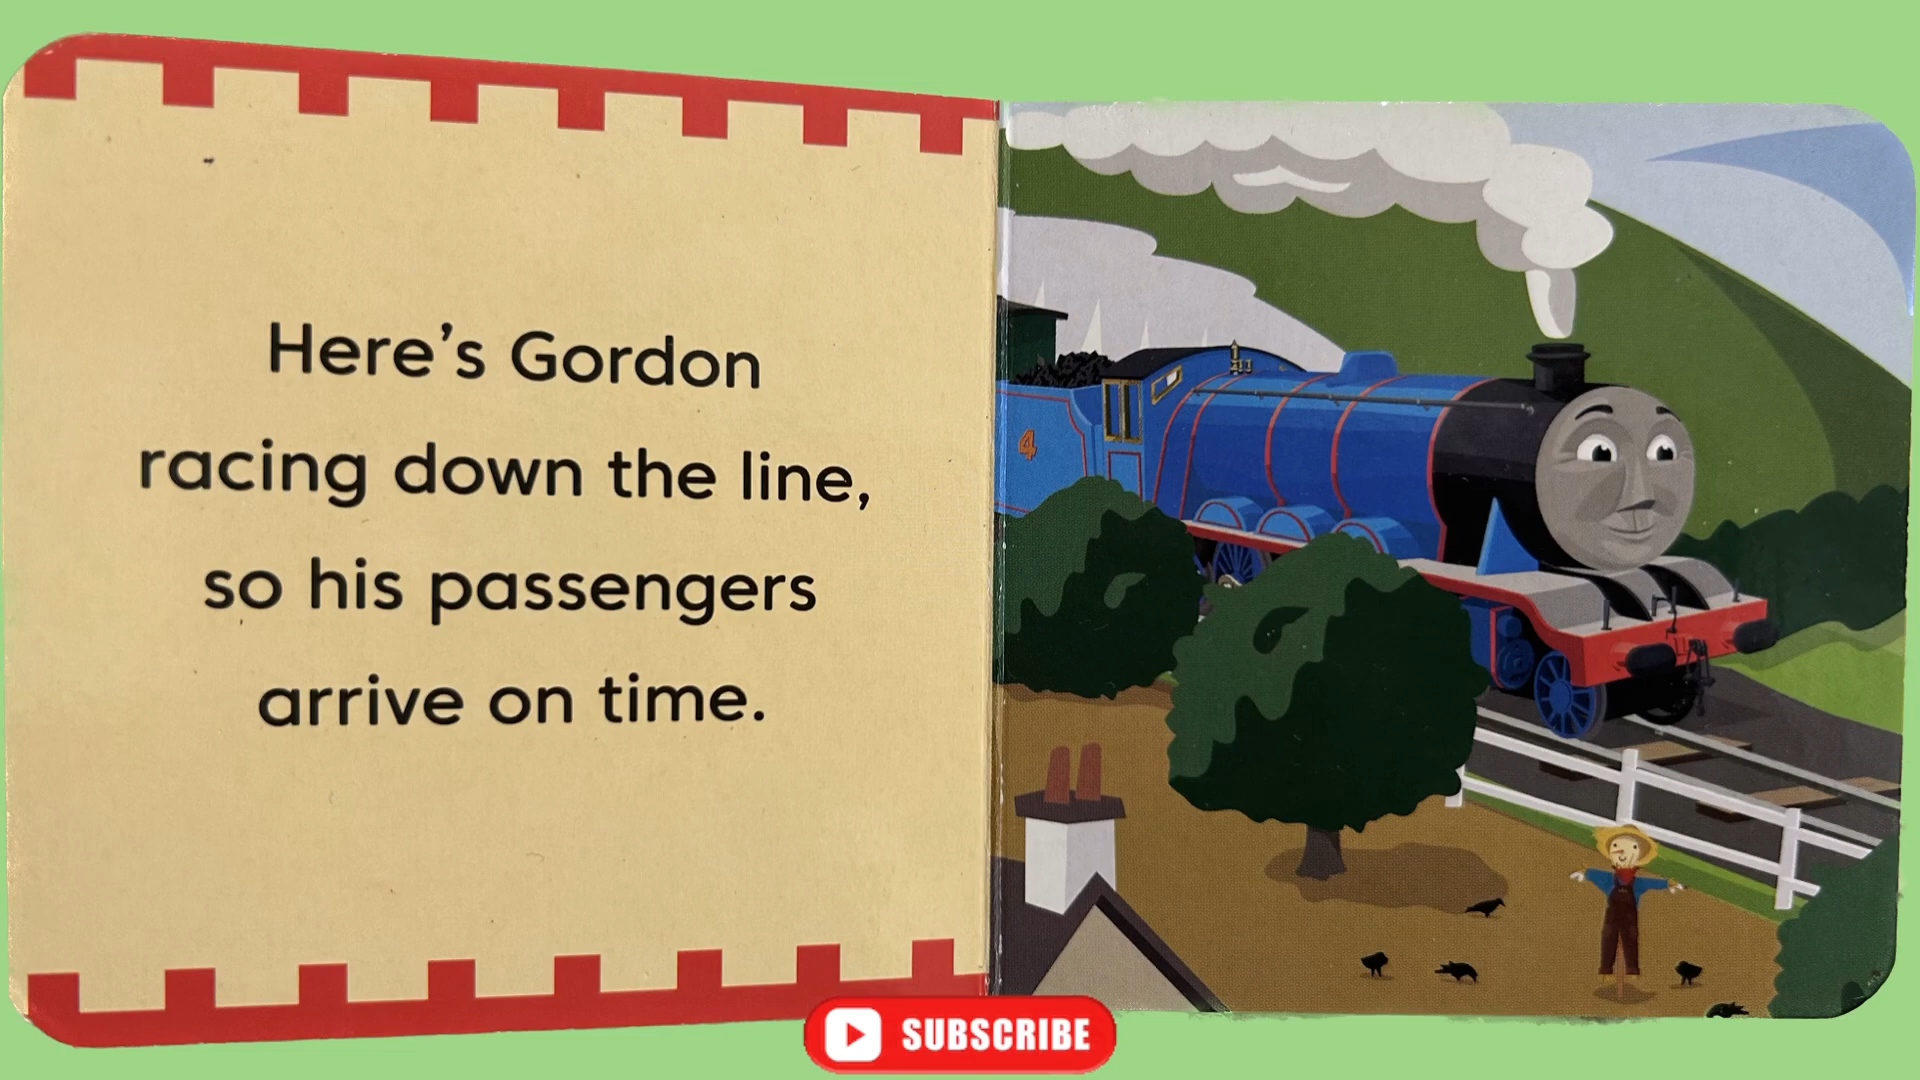 Here's Gordon
racing down the line,
so his passengers
arrive on time.
4
SUBSCRIBE